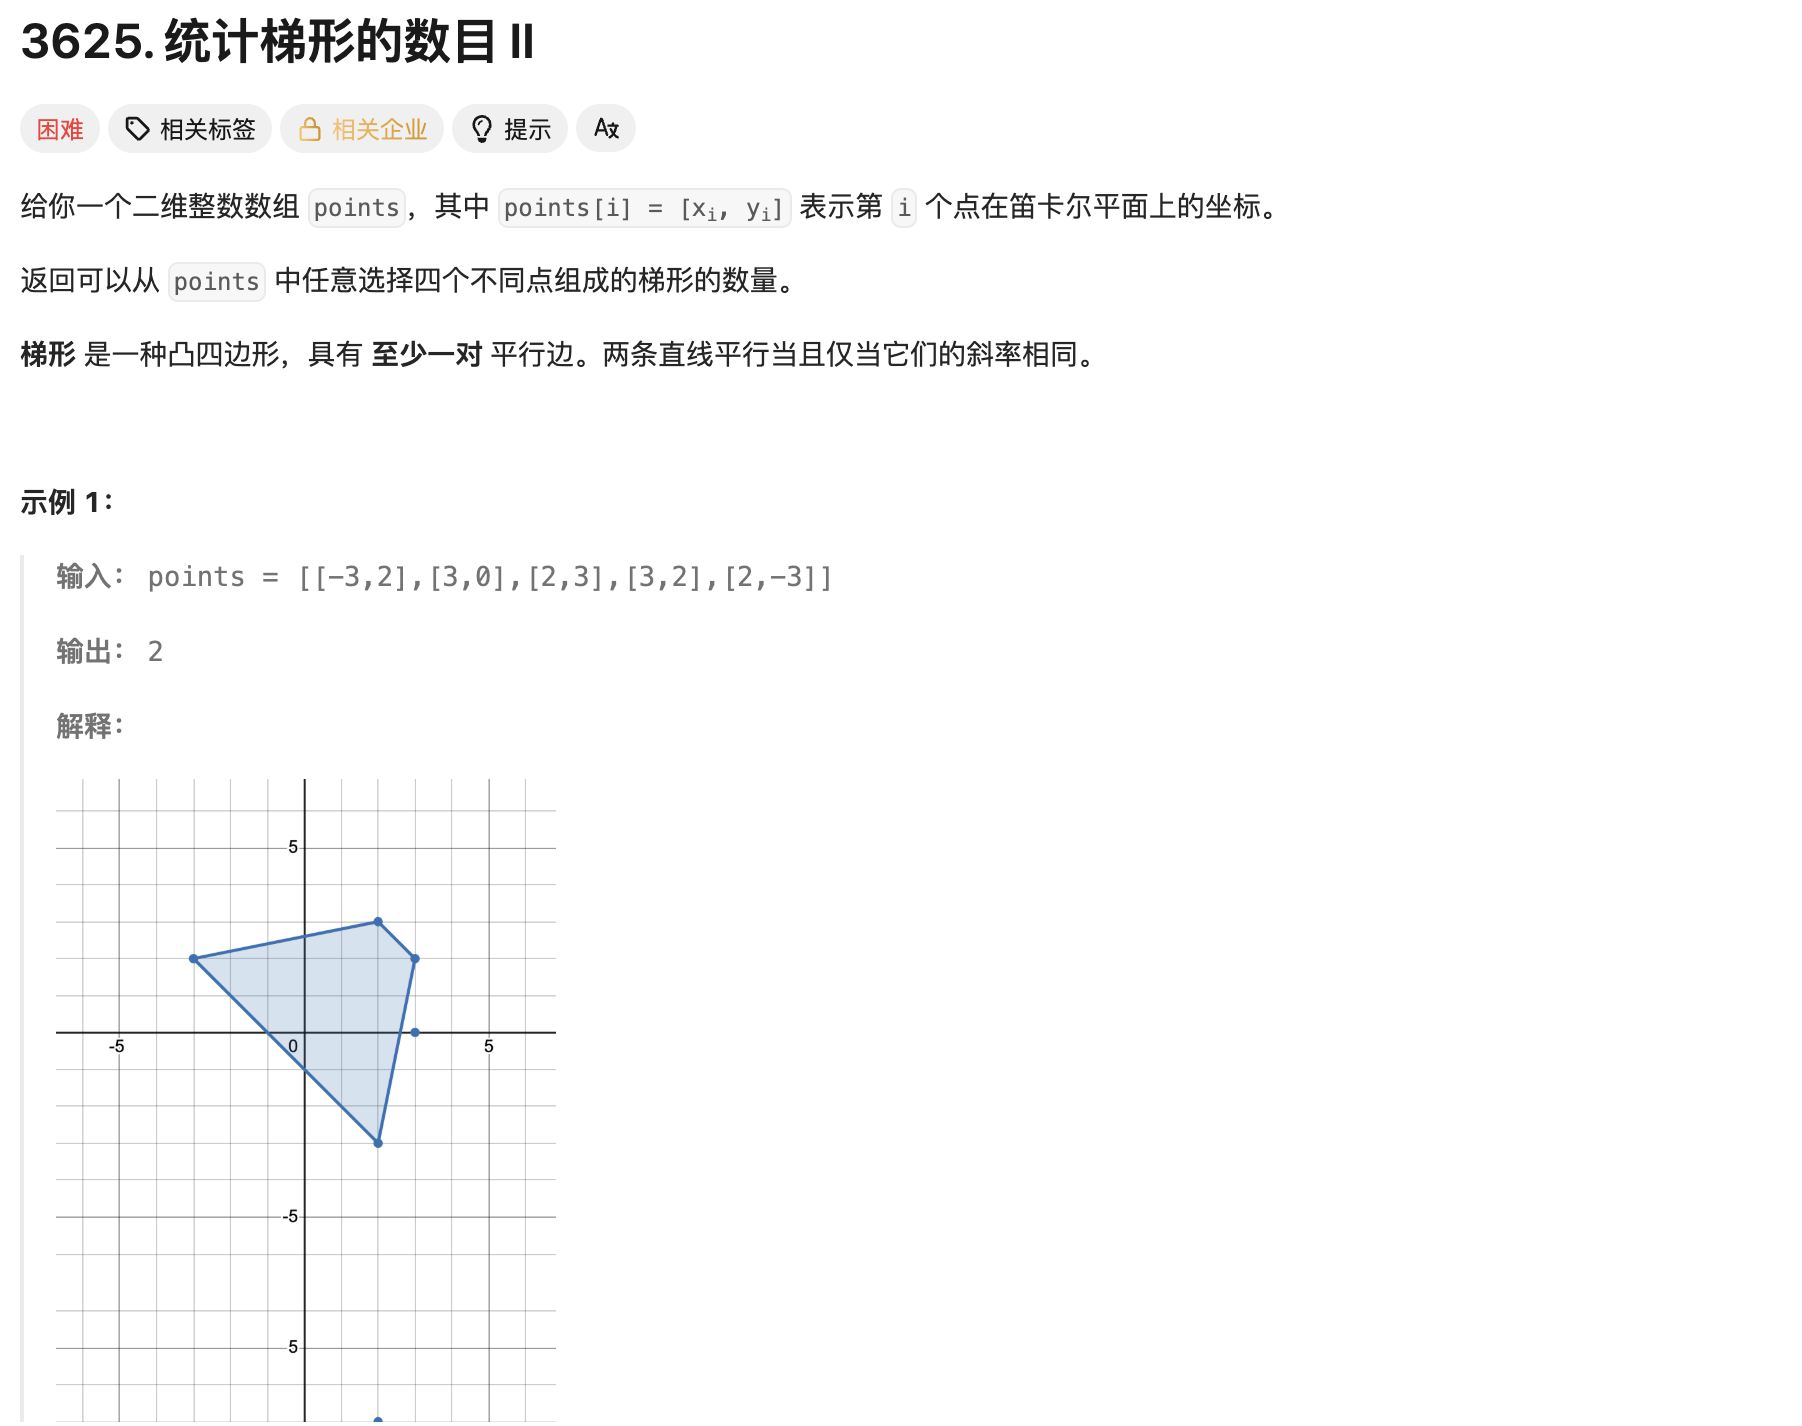 3625. 统计梯形的数目 II
困难 相关标签 相关企业 提示 A文
给你一个二维整数数组 points，其中 points[i] = [xᵢ, yᵢ] 表示第 i 个点在笛卡尔平面上的坐标。
返回可以从 points 中任意选择四个不同点组成的梯形的数量。
梯形 是一种凸四边形，具有 至少一对 平行边。两条直线平行当且仅当它们的斜率相同。
示例 1：
输入： points = [[-3,2],[3,0],[2,3],[3,2],[2,-3]]
输出： 2
解释：
5
-5 0 5
-5
5